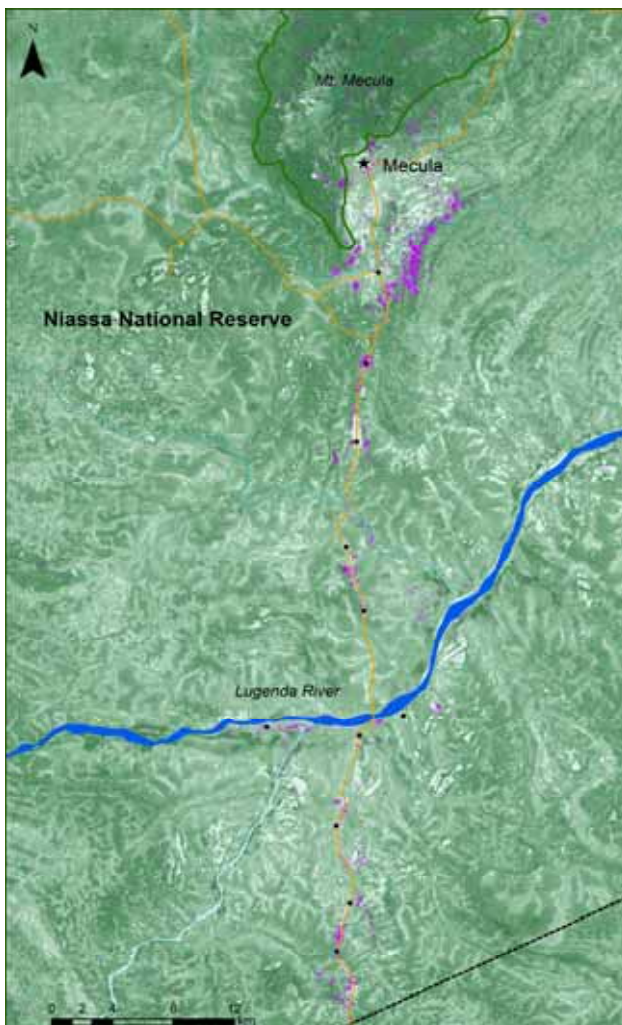 N
Mt. Mecula
Mecula
Niassa National Reserve
Lugenda River
0 2 4 8 12
km